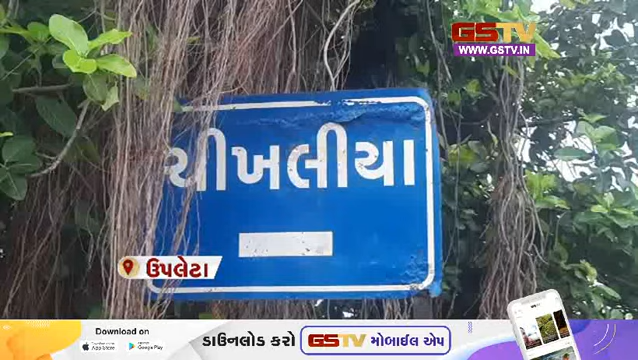 GSTV
WWW.GSTV.IN
ચીખલીયા
ઉપલેટા
Download on
App Store
Google Play
ડાઉનલોડ કરો GSTV મોબાઈલ એપ